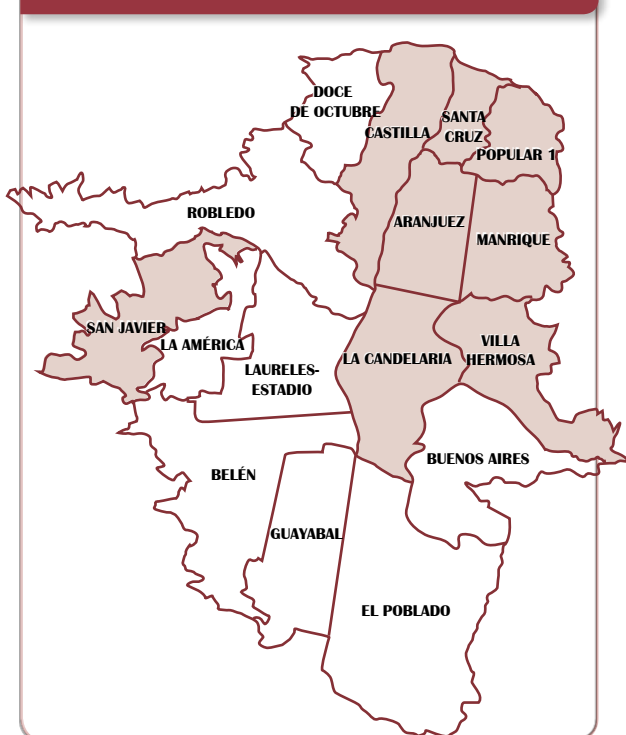 DOCE
DE OCTUBRE
CASTILLA
SANTA
CRUZ
POPULAR 1
ROBLEDO
ARANJUEZ
MANRIQUE
SAN JAVIER
LA AMÉRICA
LAURELES-
ESTADIO
LA CANDELARIA
VILLA
HERMOSA
BUENOS AIRES
BELÉN
GUAYABAL
EL POBLADO